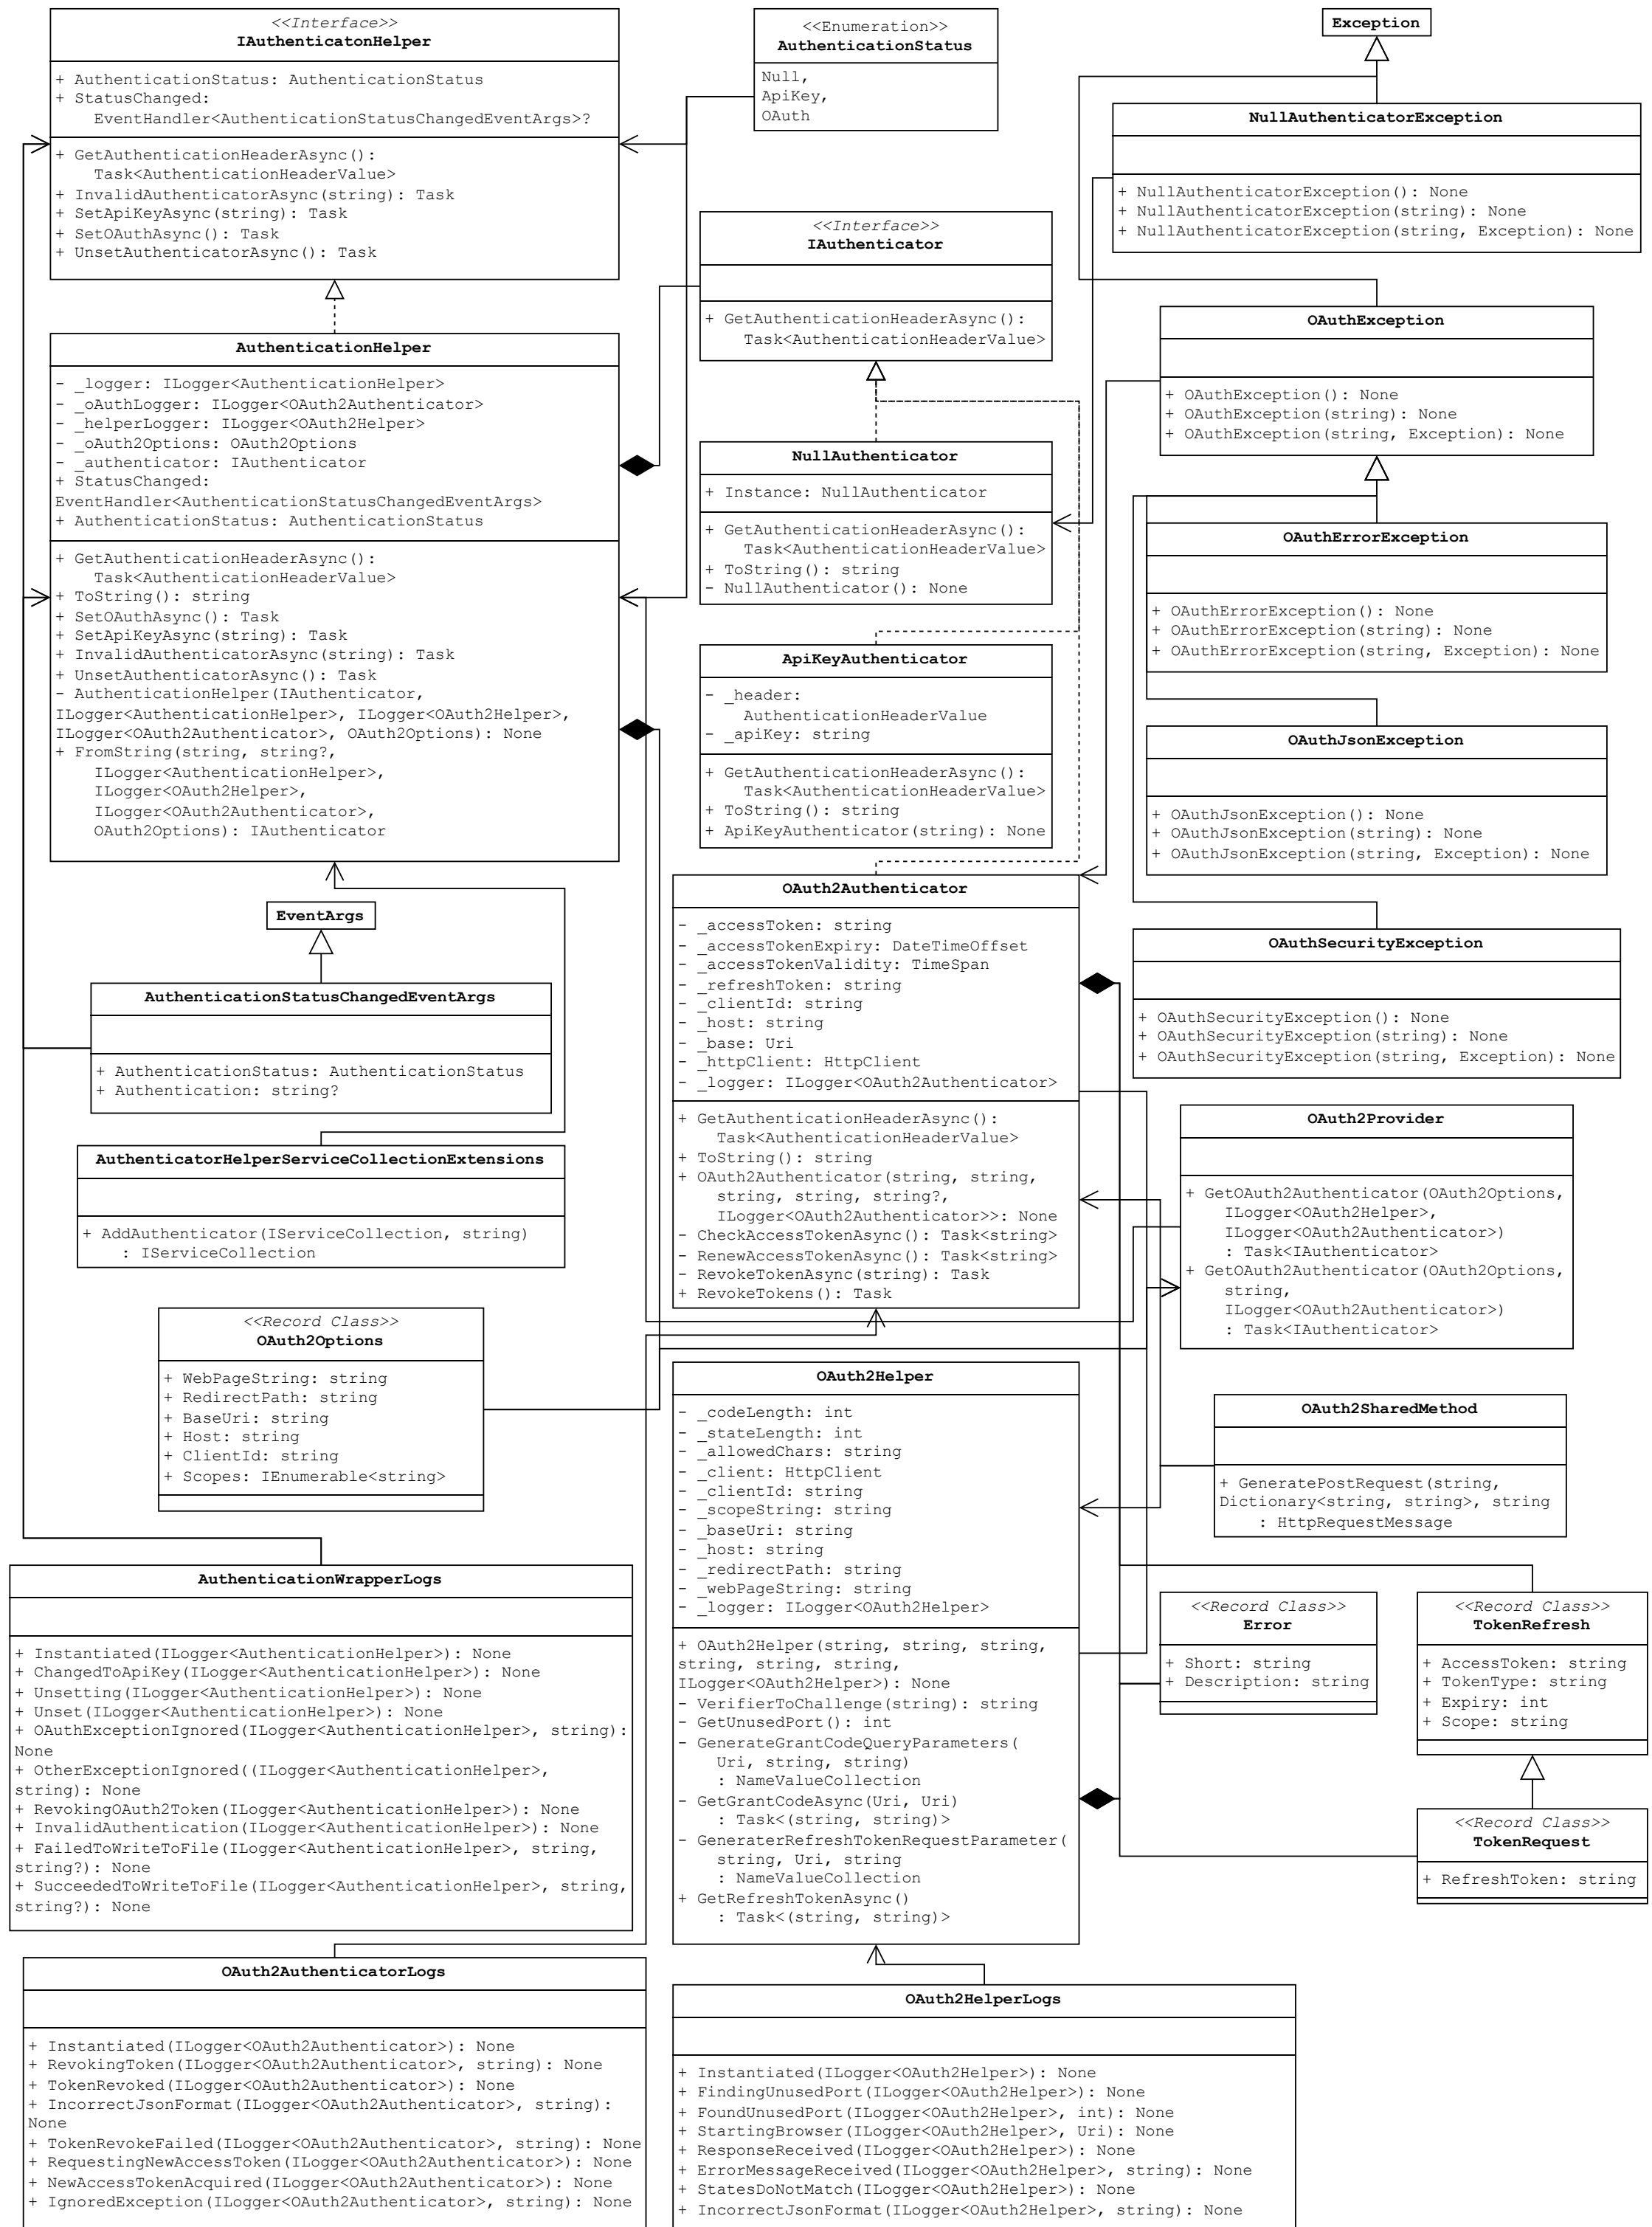 <<Interface>>
IAuthenticatonHelper
+ AuthenticationStatus: AuthenticationStatus
+ StatusChanged:
EventHandler<AuthenticationStatusChangedEventArgs>?
+ GetAuthenticationHeaderAsync():
Task<AuthenticationHeaderValue>
+ InvalidAuthenticatorAsync(string): Task
+ SetApiKeyAsync(string): Task
+ SetOAuthAsync(): Task
+ UnsetAuthenticatorAsync(): Task
<<Enumeration>>
AuthenticationStatus
Null,
ApiKey,
OAuth
Exception
NullAuthenticatorException
+ NullAuthenticatorException(): None
+ NullAuthenticatorException(string): None
+ NullAuthenticatorException(string, Exception): None
<<Interface>>
IAuthenticator
+ GetAuthenticationHeaderAsync():
Task<AuthenticationHeaderValue>
OAuthException
+ OAuthException(): None
+ OAuthException(string): None
+ OAuthException(string, Exception): None
AuthenticationHelper
- _logger: ILogger<AuthenticationHelper>
- _oAuthLogger: ILogger<OAuth2Authenticator>
- _helperLogger: ILogger<OAuth2Helper>
- _oAuth2Options: OAuth2Options
- _authenticator: IAuthenticator
+ StatusChanged:
EventHandler<AuthenticationStatusChangedEventArgs>
+ AuthenticationStatus: AuthenticationStatus
+ GetAuthenticationHeaderAsync():
Task<AuthenticationHeaderValue>
+ ToString(): string
+ SetOAuthAsync(): Task
+ SetApiKeyAsync(string): Task
+ InvalidAuthenticatorAsync(string): Task
+ UnsetAuthenticatorAsync(): Task
- AuthenticationHelper(IAuthenticator,
ILogger<AuthenticationHelper>, ILogger<OAuth2Helper>,
ILogger<OAuth2Authenticator>, OAuth2Options): None
+ FromString(string, string?,
ILogger<AuthenticationHelper>,
ILogger<OAuth2Helper>,
ILogger<OAuth2Authenticator>,
OAuth2Options): IAuthenticator
NullAuthenticator
+ Instance: NullAuthenticator
+ GetAuthenticationHeaderAsync():
Task<AuthenticationHeaderValue>
+ ToString(): string
- NullAuthenticator(): None
OAuthErrorException
+ OAuthErrorException(): None
+ OAuthErrorException(string): None
+ OAuthErrorException(string, Exception): None
ApiKeyAuthenticator
- _header:
AuthenticationHeaderValue
- _apiKey: string
+ GetAuthenticationHeaderAsync():
Task<AuthenticationHeaderValue>
+ ToString(): string
+ ApiKeyAuthenticator(string): None
OAuthJsonException
+ OAuthJsonException(): None
+ OAuthJsonException(string): None
+ OAuthJsonException(string, Exception): None
EventArgs
AuthenticationStatusChangedEventArgs
+ AuthenticationStatus: AuthenticationStatus
+ Authentication: string?
OAuth2Authenticator
- _accessToken: string
- _accessTokenExpiry: DateTimeOffset
- _accessTokenValidity: TimeSpan
- _refreshToken: string
- _clientId: string
- _host: string
- _base: Uri
- _httpClient: HttpClient
- _logger: ILogger<OAuth2Authenticator>
+ GetAuthenticationHeaderAsync():
Task<AuthenticationHeaderValue>
+ ToString(): string
+ OAuth2Authenticator(string, string,
string, string, string?,
ILogger<OAuth2Authenticator>>: None
- CheckAccessTokenAsync(): Task<string>
- RenewAccessTokenAsync(): Task<string>
- RevokeTokenAsync(string): Task
+ RevokeTokens(): Task
OAuthSecurityException
+ OAuthSecurityException(): None
+ OAuthSecurityException(string): None
+ OAuthSecurityException(string, Exception): None
AuthenticatorHelperServiceCollectionExtensions
+ AddAuthenticator(IServiceCollection, string)
: IServiceCollection
OAuth2Provider
+ GetOAuth2Authenticator(OAuth2Options,
ILogger<OAuth2Helper>,
ILogger<OAuth2Authenticator>)
: Task<IAuthenticator>
+ GetOAuth2Authenticator(OAuth2Options,
string,
ILogger<OAuth2Authenticator>)
: Task<IAuthenticator>
<<Record Class>>
OAuth2Options
+ WebPageString: string
+ RedirectPath: string
+ BaseUri: string
+ Host: string
+ ClientId: string
+ Scopes: IEnumerable<string>
OAuth2Helper
- _codeLength: int
- _stateLength: int
- _allowedChars: string
- _client: HttpClient
- _clientId: string
- _scopeString: string
- _baseUri: string
- _host: string
- _redirectPath: string
- _webPageString: string
- _logger: ILogger<OAuth2Helper>
+ OAuth2Helper(string, string, string,
string, string, string,
ILogger<OAuth2Helper>): None
- VerifierToChallenge(string): string
- GetUnusedPort(): int
- GenerateGrantCodeQueryParameters(
Uri, string, string)
: NameValueCollection
- GetGrantCodeAsync(Uri, Uri)
: Task<(string, string)>
- GeneraterRefreshTokenRequestParameter(
string, Uri, string
: NameValueCollection
+ GetRefreshTokenAsync()
: Task<(string, string)>
OAuth2SharedMethod
+ GeneratePostRequest(string,
Dictionary<string, string>, string
: HttpRequestMessage
AuthenticationWrapperLogs
+ Instantiated(ILogger<AuthenticationHelper>): None
+ ChangedToApiKey(ILogger<AuthenticationHelper>): None
+ Unsetting(ILogger<AuthenticationHelper>): None
+ Unset(ILogger<AuthenticationHelper>): None
+ OAuthExceptionIgnored(ILogger<AuthenticationHelper>, string):
None
+ OtherExceptionIgnored((ILogger<AuthenticationHelper>,
string): None
+ RevokingOAuth2Token(ILogger<AuthenticationHelper>): None
+ InvalidAuthentication(ILogger<AuthenticationHelper>): None
+ FailedToWriteToFile(ILogger<AuthenticationHelper>, string,
string?): None
+ SucceededToWriteToFile(ILogger<AuthenticationHelper>, string,
string?): None
<<Record Class>>
Error
+ Short: string
+ Description: string
<<Record Class>>
TokenRefresh
+ AccessToken: string
+ TokenType: string
+ Expiry: int
+ Scope: string
<<Record Class>>
TokenRequest
+ RefreshToken: string
OAuth2AuthenticatorLogs
+ Instantiated(ILogger<OAuth2Authenticator>): None
+ RevokingToken(ILogger<OAuth2Authenticator>, string): None
+ TokenRevoked(ILogger<OAuth2Authenticator>): None
+ IncorrectJsonFormat(ILogger<OAuth2Authenticator>, string):
None
+ TokenRevokeFailed(ILogger<OAuth2Authenticator>, string): None
+ RequestingNewAccessToken(ILogger<OAuth2Authenticator>): None
+ NewAccessTokenAcquired(ILogger<OAuth2Authenticator>): None
+ IgnoredException(ILogger<OAuth2Authenticator>, string): None
OAuth2HelperLogs
+ Instantiated(ILogger<OAuth2Helper>): None
+ FindingUnusedPort(ILogger<OAuth2Helper>): None
+ FoundUnusedPort(ILogger<OAuth2Helper>, int): None
+ StartingBrowser(ILogger<OAuth2Helper>, Uri): None
+ ResponseReceived(ILogger<OAuth2Helper>): None
+ ErrorMessageReceived(ILogger<OAuth2Helper>, string): None
+ StatesDoNotMatch(ILogger<OAuth2Helper>): None
+ IncorrectJsonFormat(ILogger<OAuth2Helper>, string): None